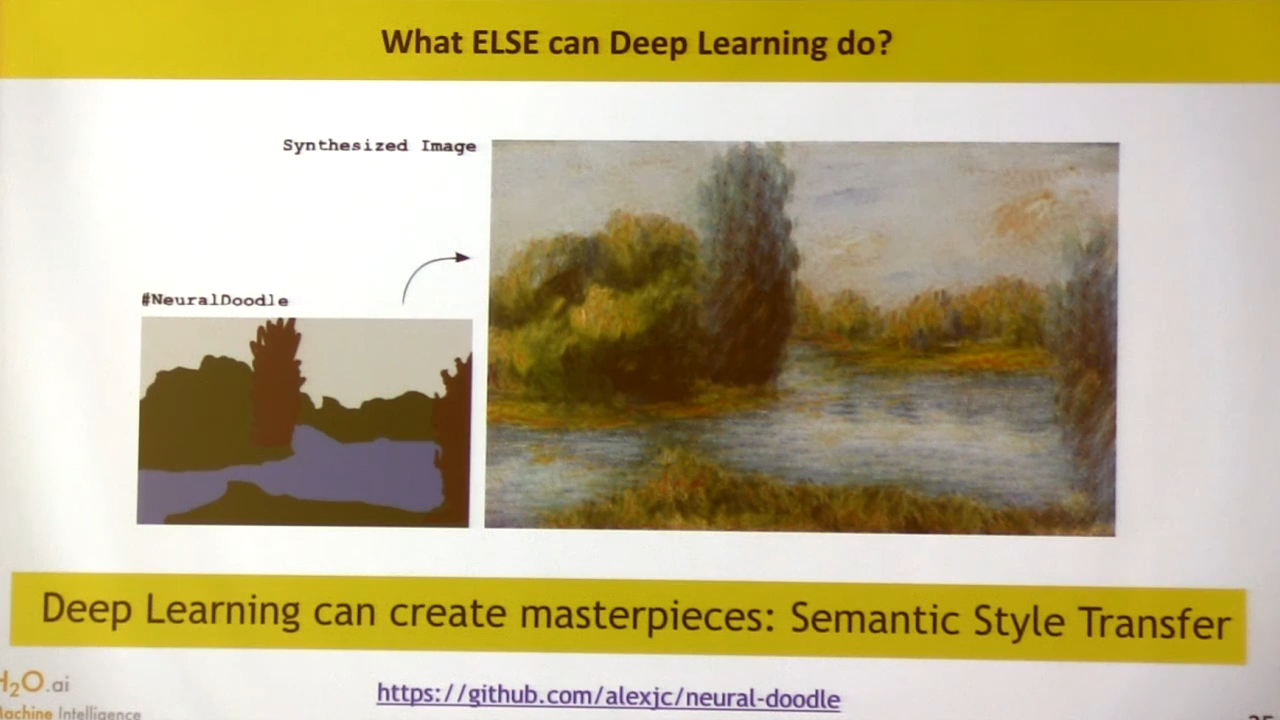 What ELSE can Deep Learning do?
Synthesized Image
#NeuralDoodle
Deep Learning can create masterpieces: Semantic Style Transfer
H2O.ai
Machine Intelligence
https://github.com/alexjc/neural-doodle